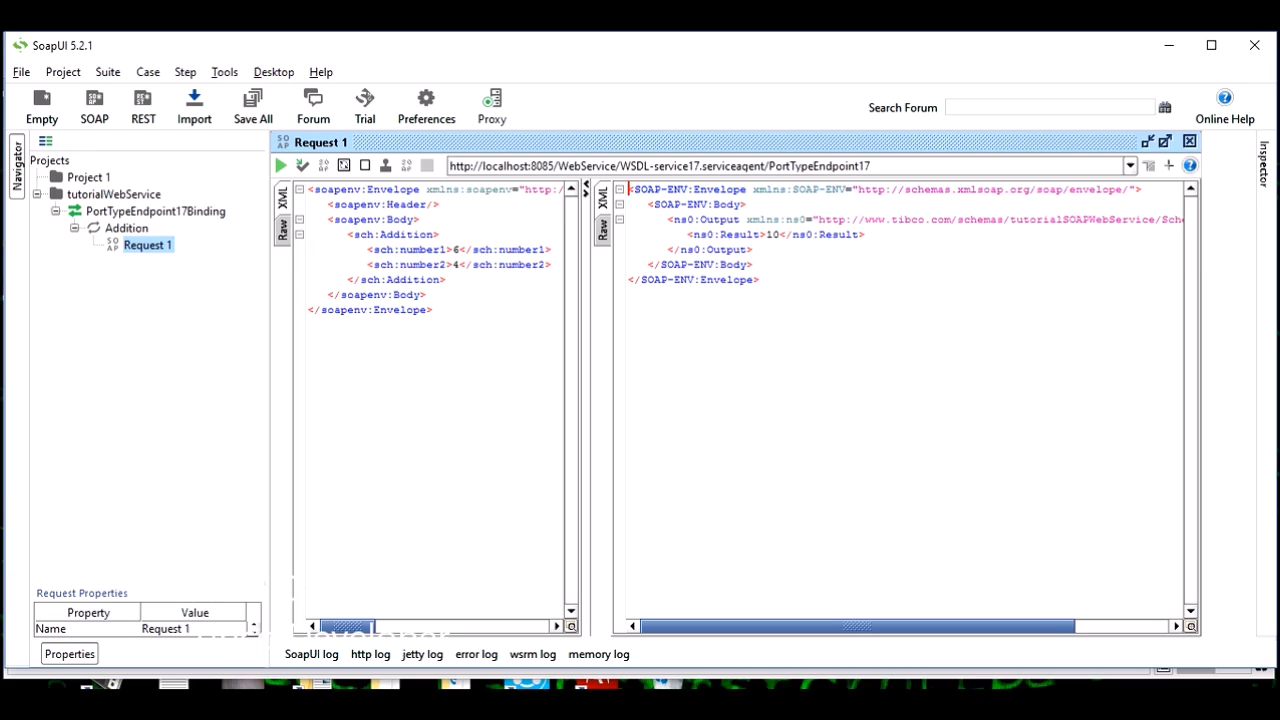 SoapUI 5.2.1
File Project Suite Case Step Tools Desktop Help
Empty SOAP REST Import Save All Forum Trial Preferences Proxy Search Forum Online Help
Navigator
Projects
Project 1
tutorialWebService
PortTypeEndpoint17Binding
Addition
SO AP Request 1
SO AP Request 1
http://localhost:8085/WebService/WSDL-service17.serviceagent/PortTypeEndpoint17
XML
Raw
<soapenv:Envelope xmlns:soapenv="http:/
<soapenv:Header/>
<soapenv:Body>
<sch:Addition>
<sch:number1>6</sch:number1>
<sch:number2>4</sch:number2>
</sch:Addition>
</soapenv:Body>
</soapenv:Envelope>
XML
Raw
<SOAP-ENV:Envelope xmlns:SOAP-ENV="http://schemas.xmlsoap.org/soap/envelope/">
<SOAP-ENV:Body>
<ns0:Output xmlns:ns0="http://www.tibco.com/schemas/tutorialSOAPWebService/Sche
<ns0:Result>10</ns0:Result>
</ns0:Output>
</SOAP-ENV:Body>
</SOAP-ENV:Envelope>
Inspector
Request Properties
Property Value
Name Request 1
Properties
SoapUI log http log jetty log error log wsrm log memory log